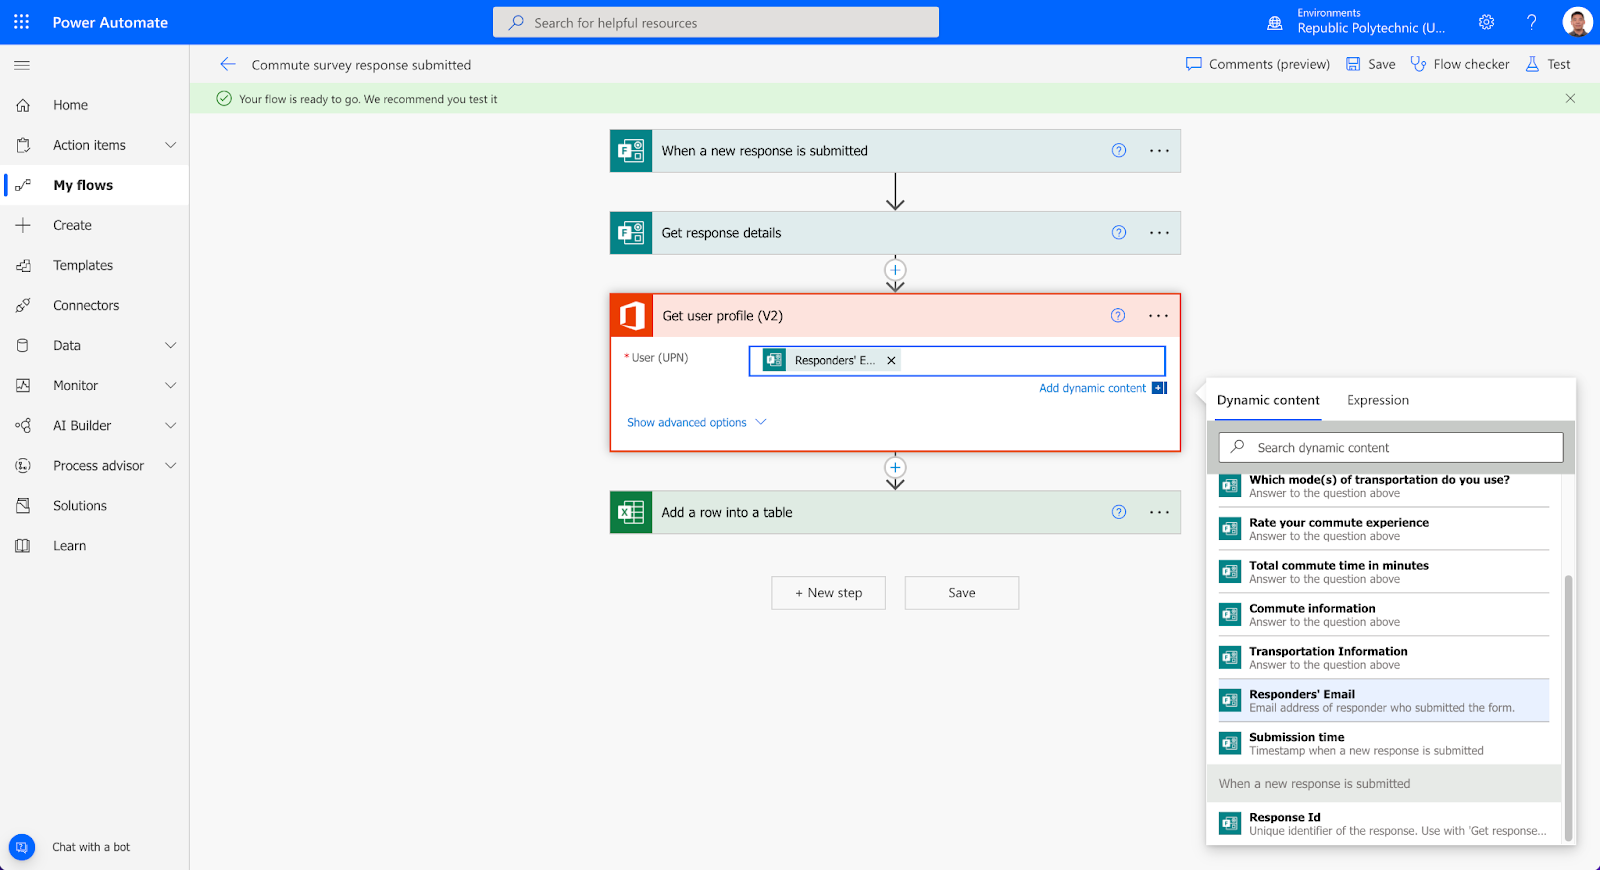 Power Automate
Search for helpful resources
Environments
Republic Polytechnic (U...
?
Commute survey response submitted
Comments (preview)
Save
Flow checker
Test
Your flow is ready to go. We recommend you test it
Home
Action items
My flows
Create
Templates
Connectors
Data
Monitor
AI Builder
Process advisor
Solutions
Learn
Chat with a bot
When a new response is submitted
Get response details
Get user profile (V2)
* User (UPN)
Responders' E...
Add dynamic content
Show advanced options
Add a row into a table
+ New step
Save
Dynamic content
Expression
Search dynamic content
Which mode(s) of transportation do you use?
Answer to the question above
Rate your commute experience
Answer to the question above
Total commute time in minutes
Answer to the question above
Commute information
Answer to the question above
Transportation Information
Answer to the question above
Responders' Email
Email address of responder who submitted the form.
Submission time
Timestamp when a new response is submitted
When a new response is submitted
Response Id
Unique identifier of the response. Use with 'Get response...